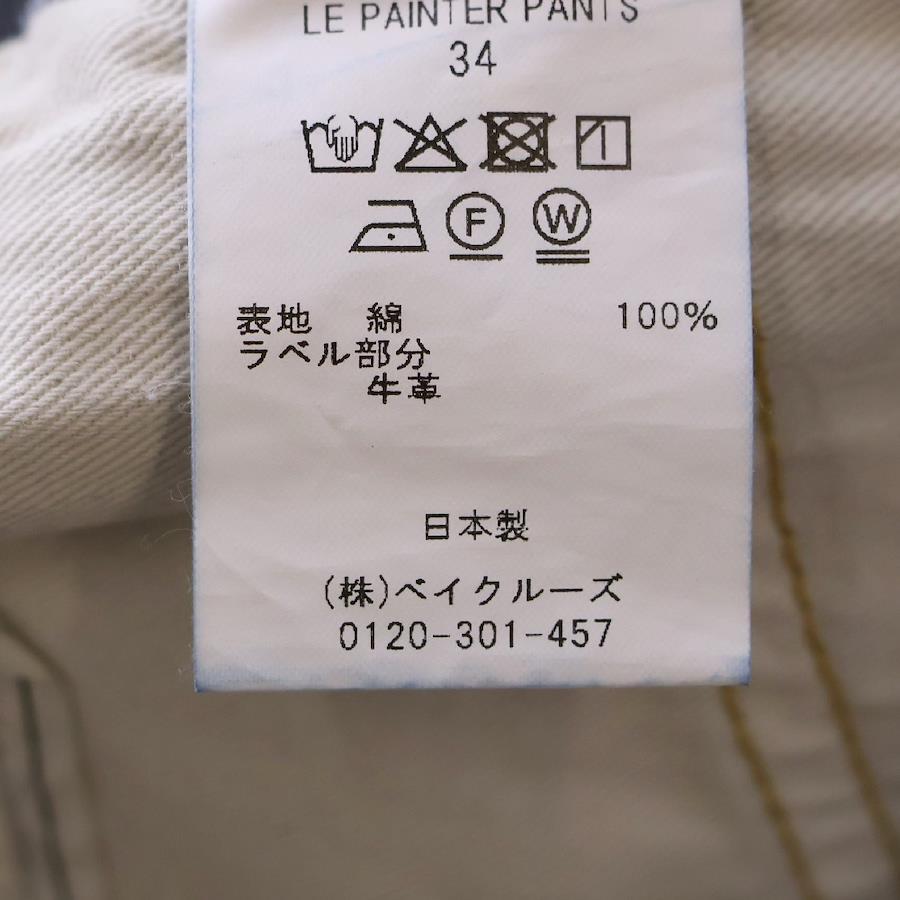 LE PAINTER PANTS
34
F W
表地 綿 100%
ラベル部分
牛革
日本製
(株)ベイクルーズ
0120-301-457